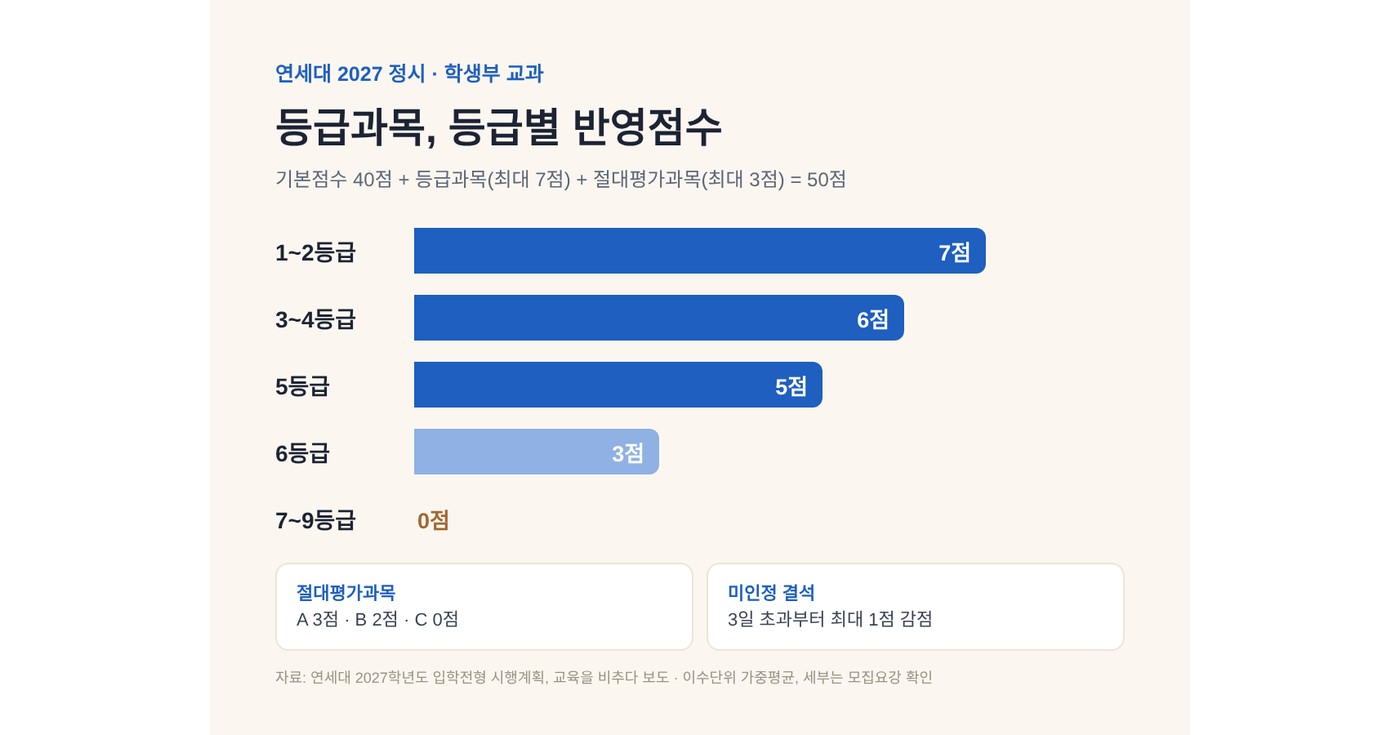 연세대 2027 정시 · 학생부 교과
등급과목, 등급별 반영점수
기본점수 40점 + 등급과목(최대 7점) + 절대평가과목(최대 3점) = 50점
1~2등급 7점
3~4등급 6점
5등급 5점
6등급 3점
7~9등급 0점
절대평가과목
A 3점 · B 2점 · C 0점
미인정 결석
3일 초과부터 최대 1점 감점
자료: 연세대 2027학년도 입학전형 시행계획, 교육을 비추다 보도 · 이수단위 가중평균, 세부는 모집요강 확인